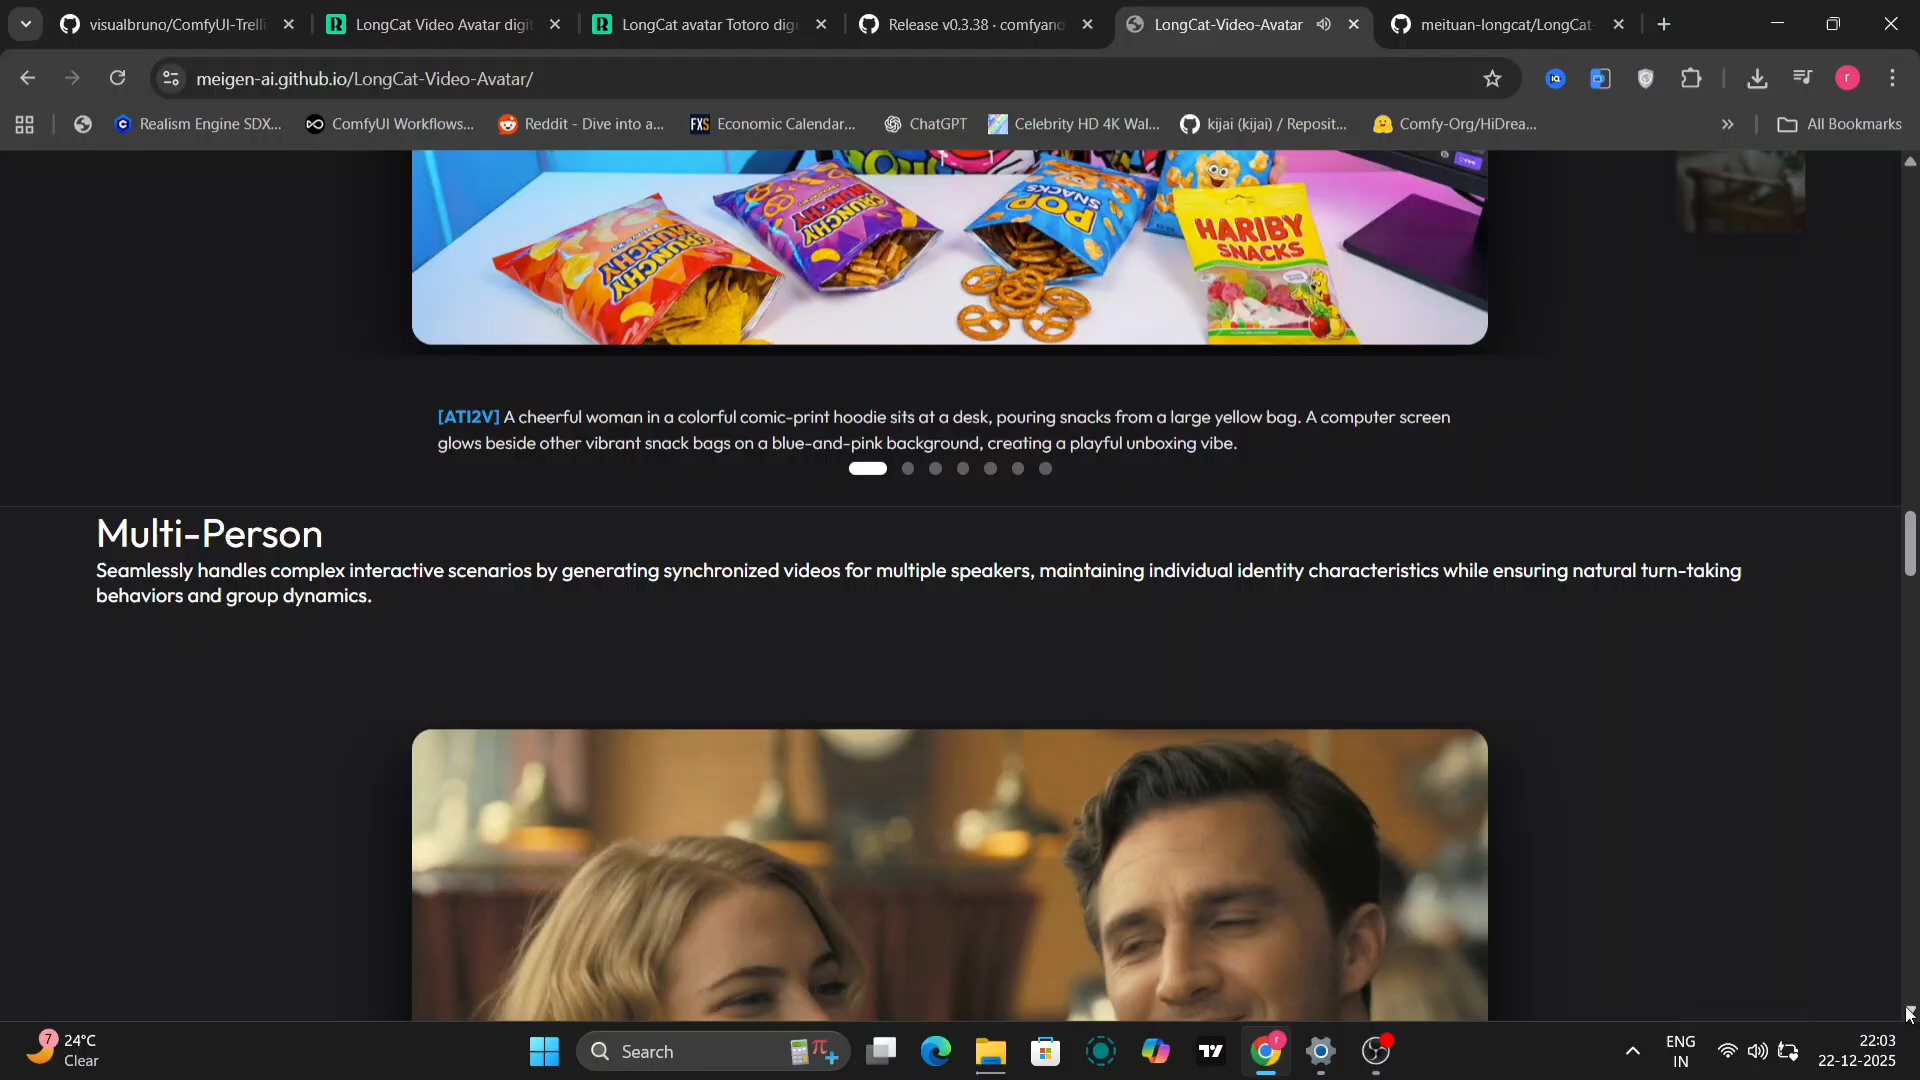 visualbruno/ComfyUI-Trelli
LongCat Video Avatar digit
LongCat avatar Totoro digi
Release v0.3.38 · comfyano
LongCat-Video-Avatar
meituan-longcat/LongCat-
meigen-ai.github.io/LongCat-Video-Avatar/
r
Realism Engine SDX...
ComfyUI Workflows...
Reddit - Dive into a...
FXS
Economic Calendar...
ChatGPT
Celebrity HD 4K Wal...
kijai (kijai) / Reposit...
Comfy-Org/HiDrea...
All Bookmarks
CRUNCHY
MUNCHY
CRUNCHY
MUNCHY
POP
SNACKS
HARIBY
SNACKS
[ATI2V] A cheerful woman in a colorful comic-print hoodie sits at a desk, pouring snacks from a large yellow bag. A computer screen
glows beside other vibrant snack bags on a blue-and-pink background, creating a playful unboxing vibe.
Multi-Person
Seamlessly handles complex interactive scenarios by generating synchronized videos for multiple speakers, maintaining individual identity characteristics while ensuring natural turn-taking
behaviors and group dynamics.
7
24°C
Clear
Search
ENG
IN
22:03
22-12-2025